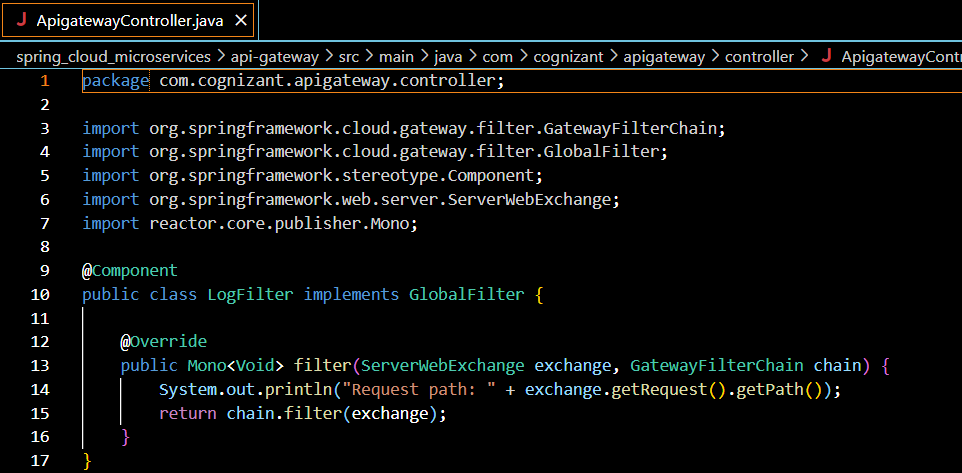 J ApigatewayController.java ×
spring_cloud_microservices > api-gateway > src > main > java > com > cognizant > apigateway > controller > J ApigatewayContr
1 package com.cognizant.apigateway.controller;
2
3 import org.springframework.cloud.gateway.filter.GatewayFilterChain;
4 import org.springframework.cloud.gateway.filter.GlobalFilter;
5 import org.springframework.stereotype.Component;
6 import org.springframework.web.server.ServerWebExchange;
7 import reactor.core.publisher.Mono;
8
9 @Component
10 public class LogFilter implements GlobalFilter {
11
12 @Override
13 public Mono<Void> filter(ServerWebExchange exchange, GatewayFilterChain chain) {
14 System.out.println("Request path: " + exchange.getRequest().getPath());
15 return chain.filter(exchange);
16 }
17 }